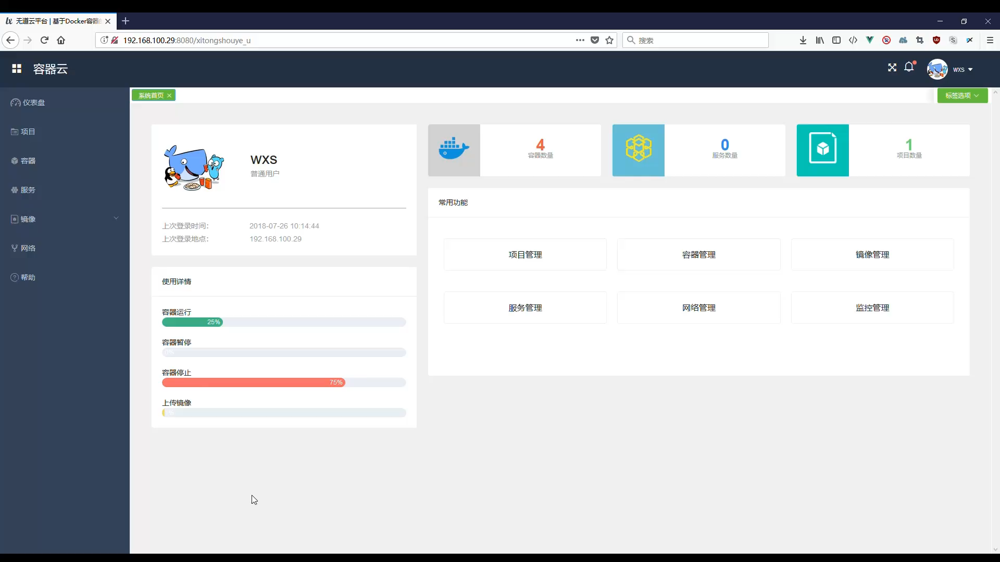 无道云平台 | 基于Docker容器
192.168.100.29:8080/xitongshouye_u
搜索
容器云
WXS
仪表盘
项目
容器
服务
镜像
网络
帮助
系统首页
标签选项
WXS
普通用户
上次登录时间: 2018-07-26 10:14:44
上次登录地点: 192.168.100.29
使用详情
容器运行
25%
容器暂停
0%
容器停止
75%
上传镜像
4
容器数量
0
服务数量
1
项目数量
常用功能
项目管理
容器管理
镜像管理
服务管理
网络管理
监控管理